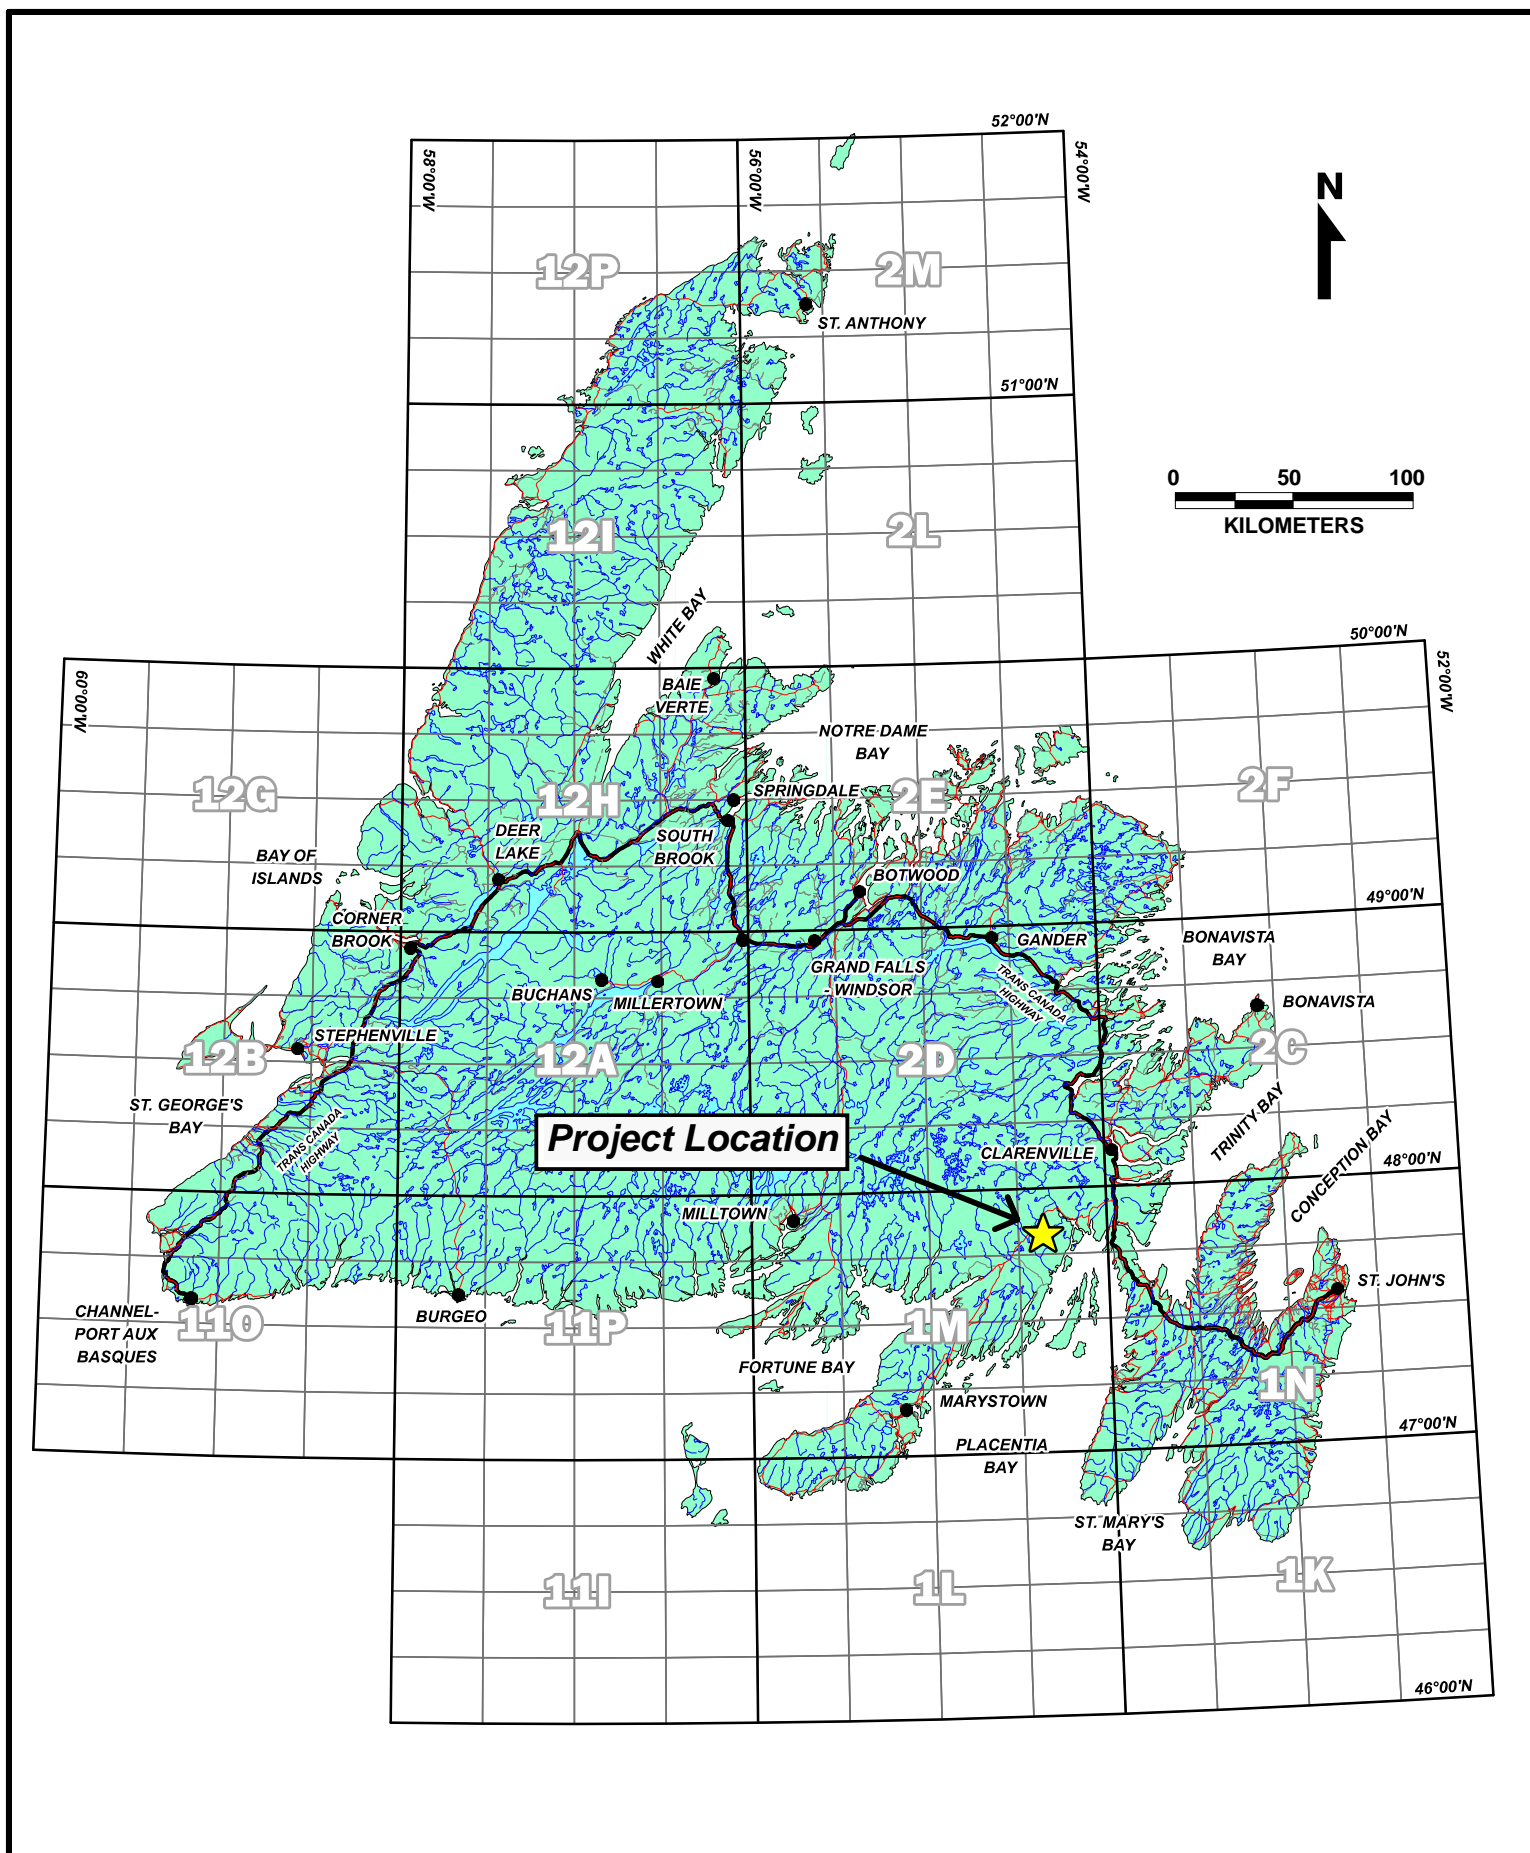 52°00'N
58°00'W
56°00'W
54°00'W
N
12P
2M
ST. ANTHONY
51°00'N
0 50 100
KILOMETERS
12I
2L
WHITE BAY
50°00'N
60°00'W
52°00'W
BAIE
VERTE
NOTRE DAME
BAY
12G
12H
SPRINGDALE
2E
2F
DEER
LAKE
SOUTH
BROOK
BAY OF
ISLANDS
BOTWOOD
49°00'N
CORNER
BROOK
GANDER
BONAVISTA
BAY
GRAND FALLS
- WINDSOR
TRANS CANADA
HIGHWAY
BUCHANS
MILLERTOWN
BONAVISTA
STEPHENVILLE
12B
12A
2D
2C
ST. GEORGE'S
BAY
TRANS CANADA
HIGHWAY
Project Location
CLARENVILLE
TRINITY BAY
CONCEPTION BAY
48°00'N
MILLTOWN
ST. JOHN'S
CHANNEL-
PORT AUX
BASQUES
11O
BURGEO
11P
1M
FORTUNE BAY
1N
MARYSTOWN
47°00'N
PLACENTIA
BAY
ST. MARY'S
BAY
11I
1L
1K
46°00'N